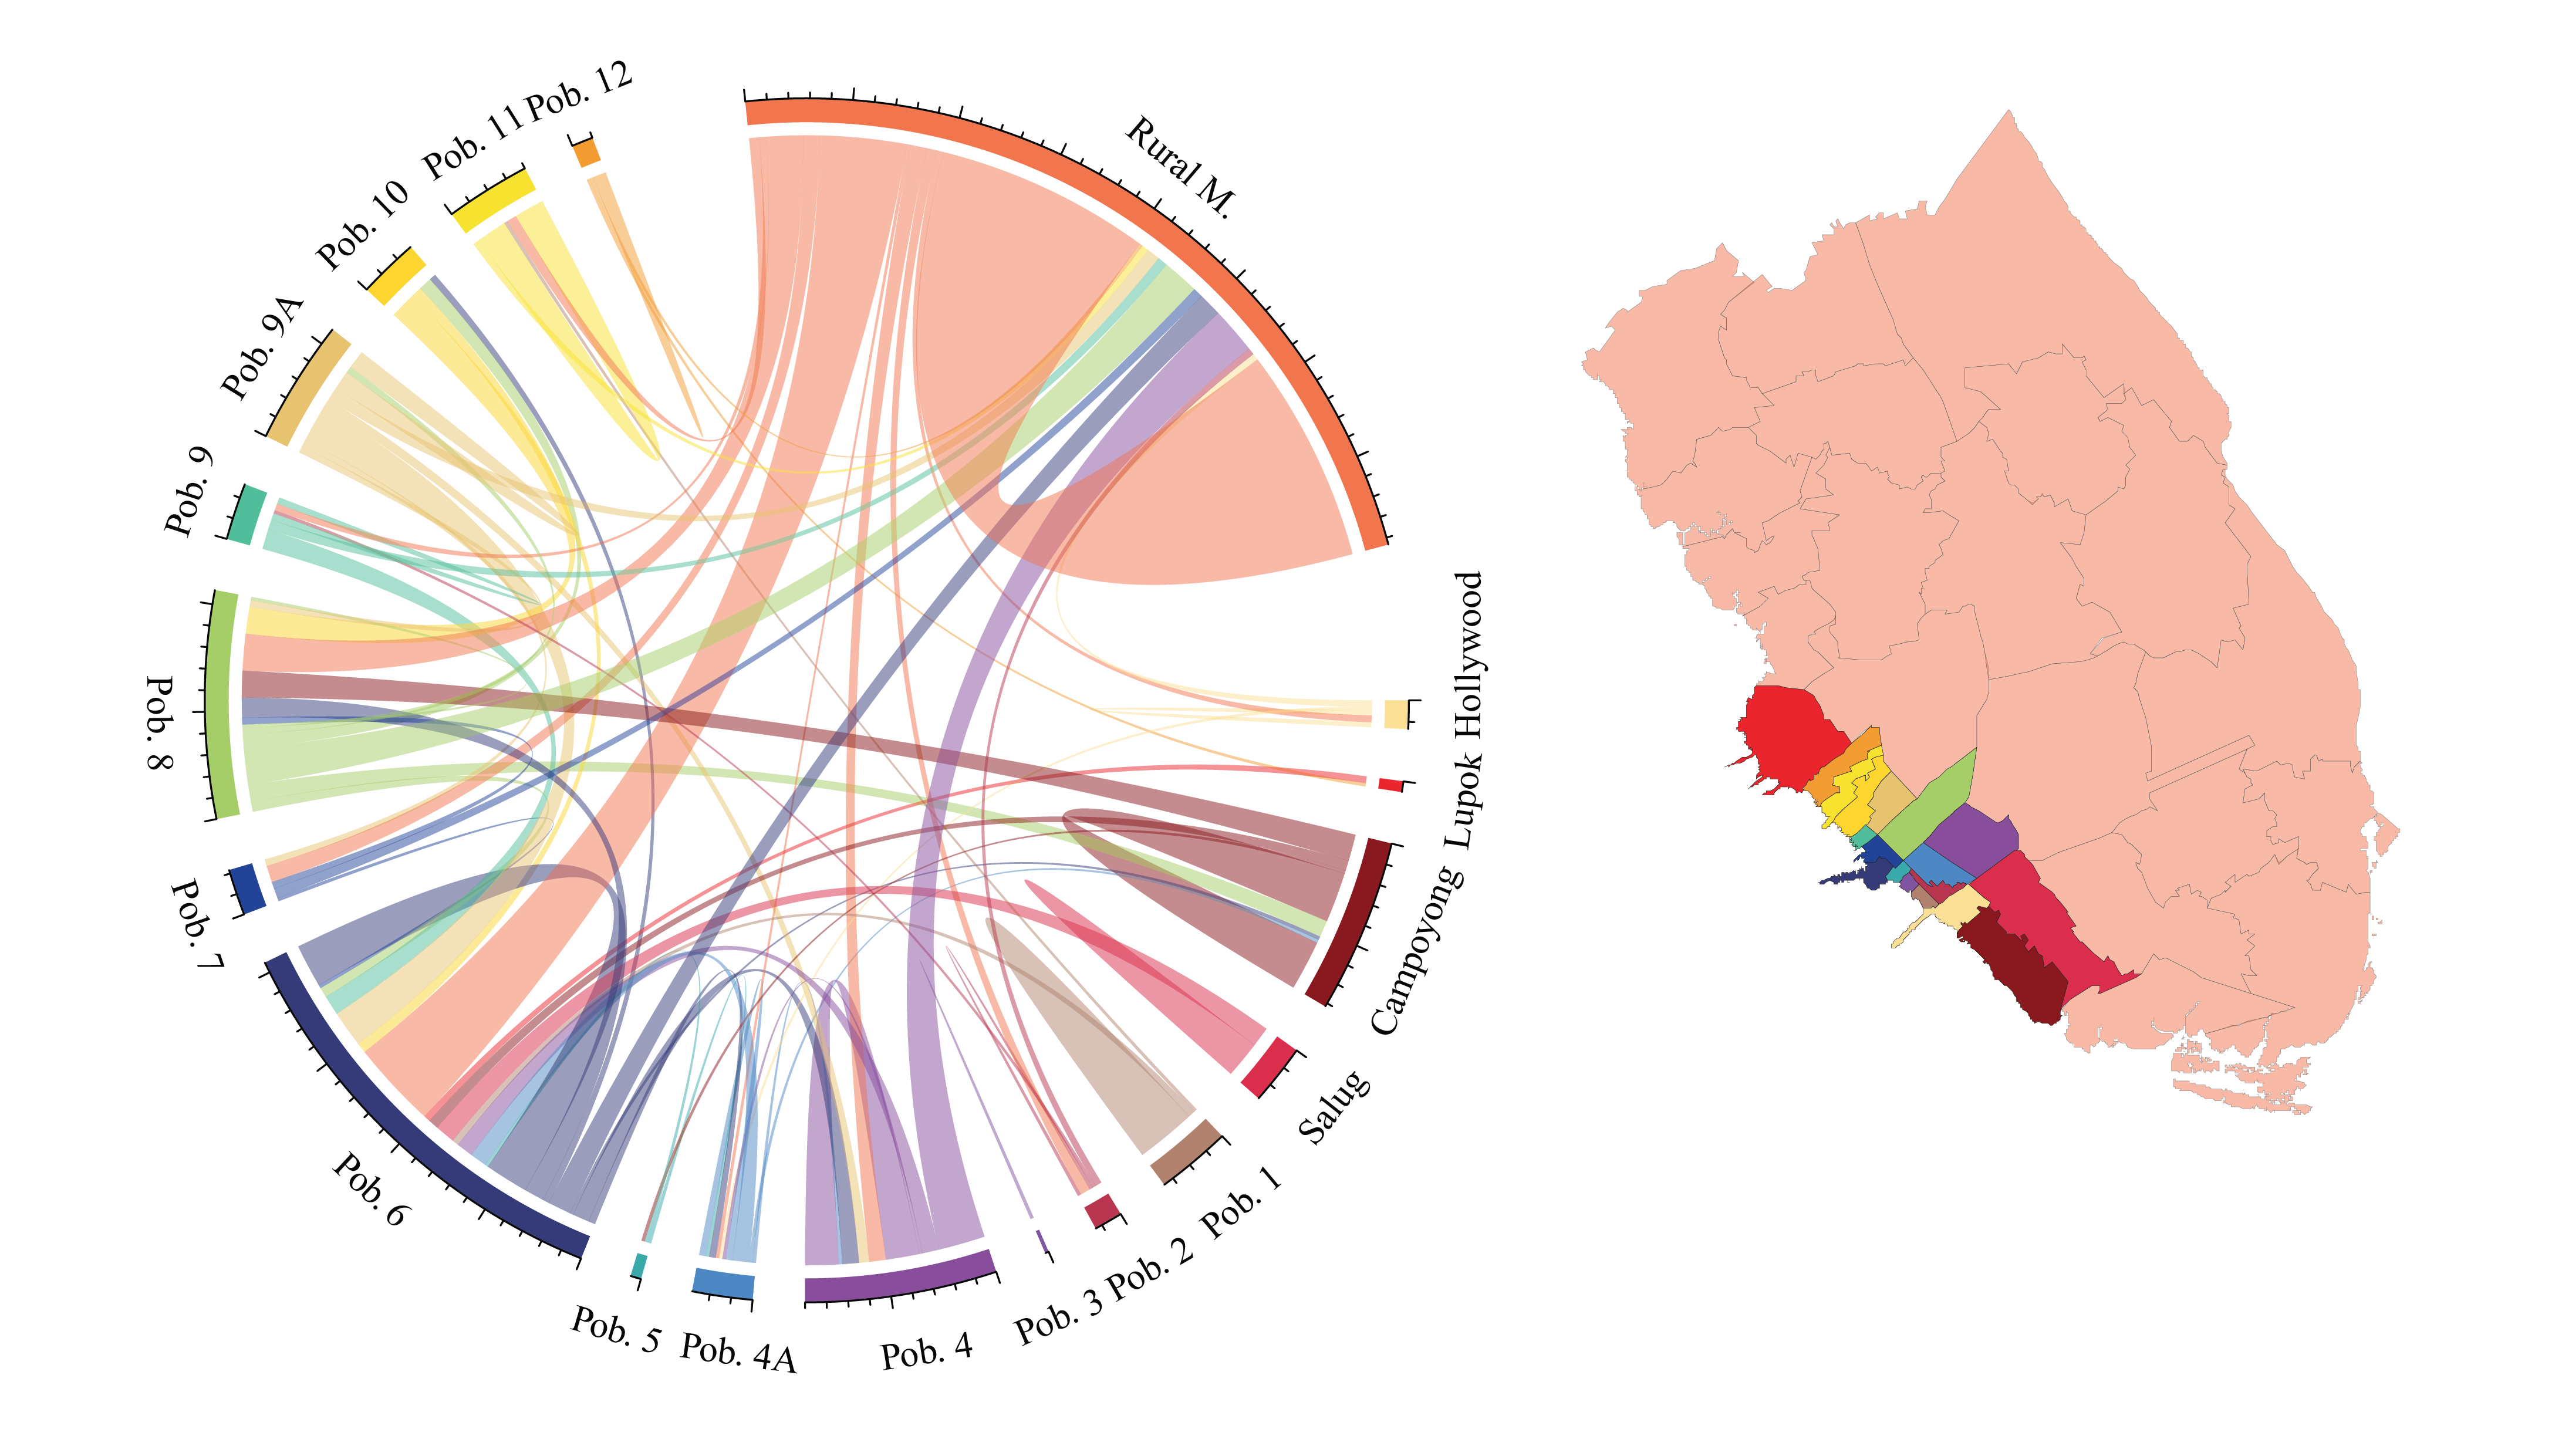 Rural M.
Hollywood
Lupok
Campoyong
Salug
Pob. 1
Pob. 2
Pob. 3
Pob. 4
Pob. 4A
Pob. 5
Pob. 6
Pob. 7
Pob. 8
Pob. 9
Pob. 9A
Pob. 10
Pob. 11
Pob. 12